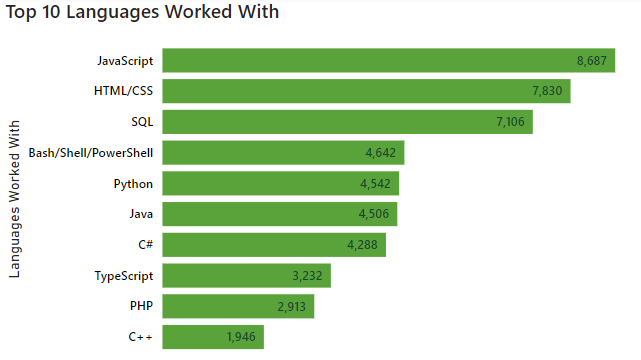 Top 10 Languages Worked With
Languages Worked With
JavaScript 8,687
HTML/CSS 7,830
SQL 7,106
Bash/Shell/PowerShell 4,642
Python 4,542
Java 4,506
C# 4,288
TypeScript 3,232
PHP 2,913
C++ 1,946